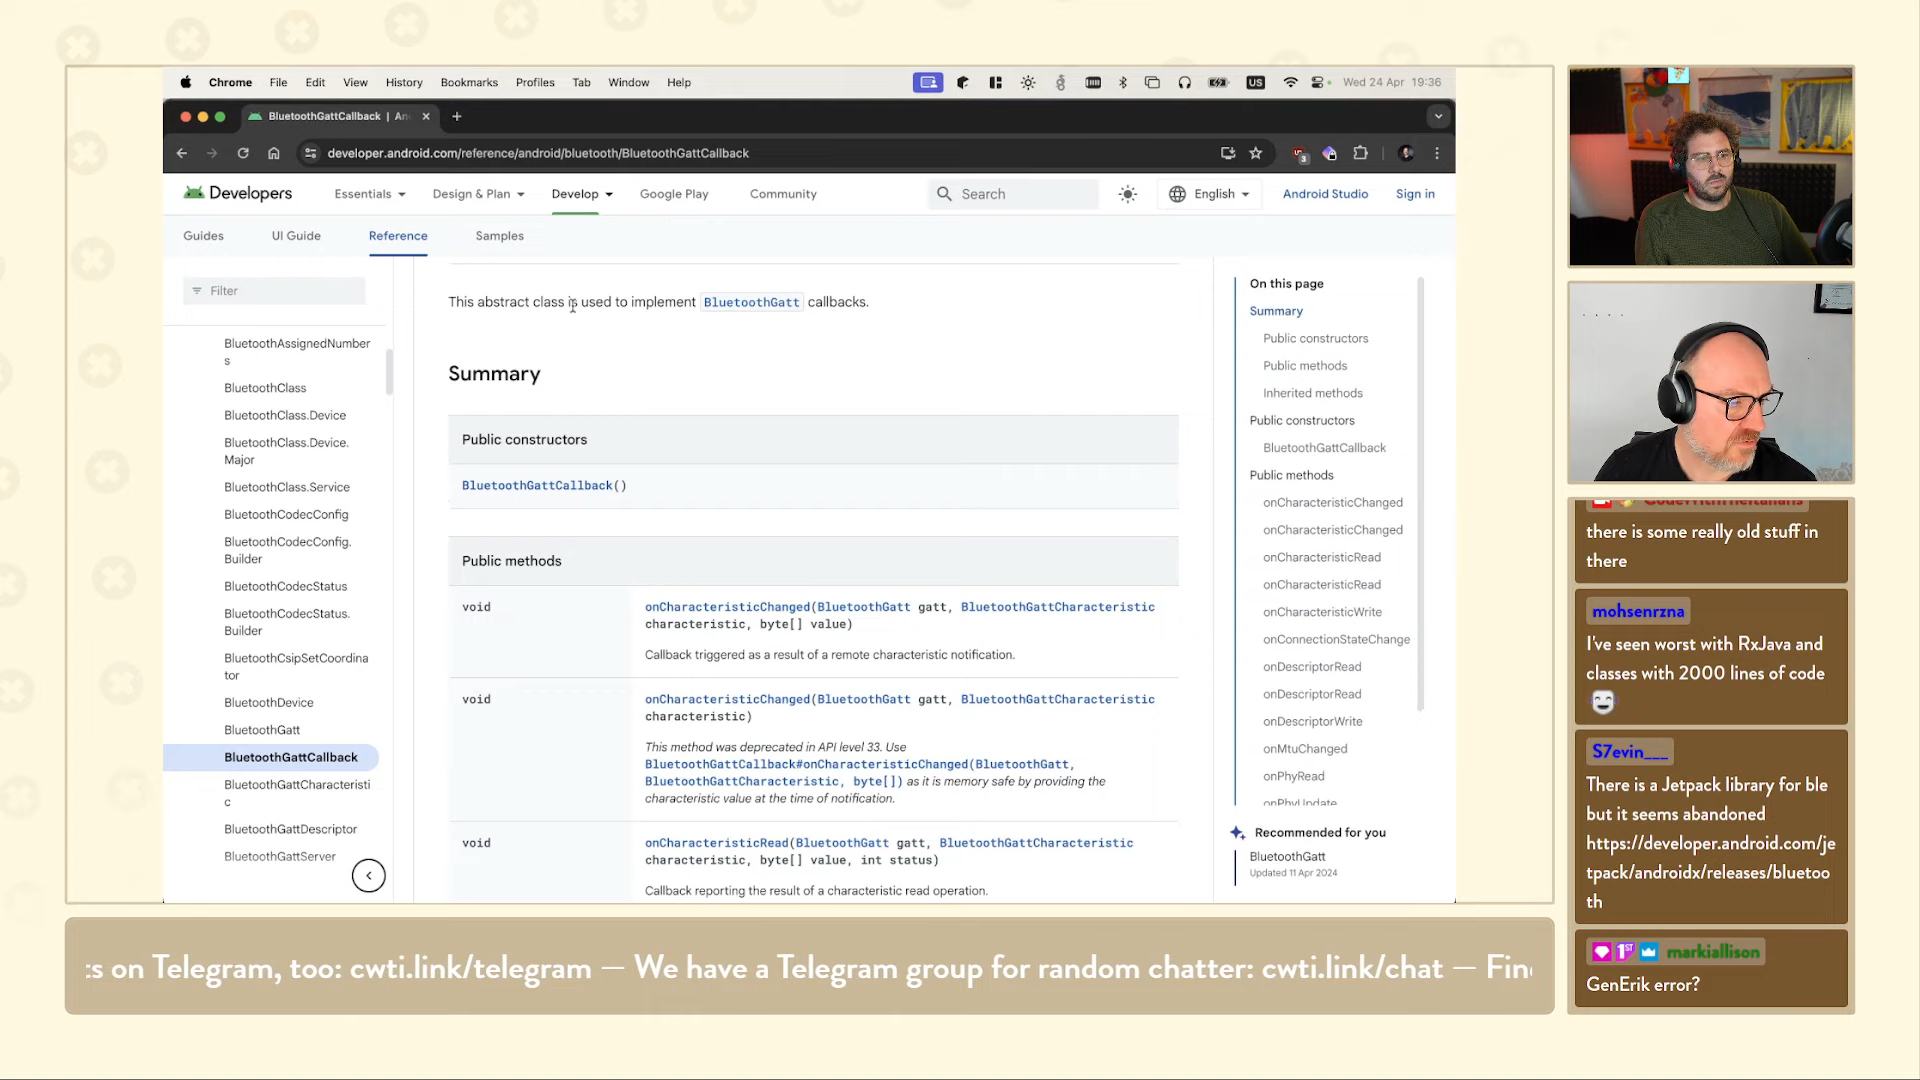 Chrome File Edit View History Bookmarks Profiles Tab Window Help
US
Wed 24 Apr 19:36
BluetoothGattCallback | An
developer.android.com/reference/android/bluetooth/BluetoothGattCallback
3
Developers
Essentials
Design & Plan
Develop
Google Play
Community
Search
English
Android Studio
Sign in
Guides
UI Guide
Reference
Samples
Filter
BluetoothAssignedNumber
s
BluetoothClass
BluetoothClass.Device
BluetoothClass.Device.
Major
BluetoothClass.Service
BluetoothCodecConfig
BluetoothCodecConfig.
Builder
BluetoothCodecStatus
BluetoothCodecStatus.
Builder
BluetoothCsipSetCoordina
tor
BluetoothDevice
BluetoothGatt
BluetoothGattCallback
BluetoothGattCharacteristi
c
BluetoothGattDescriptor
BluetoothGattServer
This abstract class is used to implement BluetoothGatt callbacks.
Summary
Public constructors
BluetoothGattCallback()
Public methods
void
onCharacteristicChanged(BluetoothGatt gatt, BluetoothGattCharacteristic
characteristic, byte[] value)
Callback triggered as a result of a remote characteristic notification.
void
onCharacteristicChanged(BluetoothGatt gatt, BluetoothGattCharacteristic
characteristic)
This method was deprecated in API level 33. Use
BluetoothGattCallback#onCharacteristicChanged(BluetoothGatt,
BluetoothGattCharacteristic, byte[]) as it is memory safe by providing the
characteristic value at the time of notification.
void
onCharacteristicRead(BluetoothGatt gatt, BluetoothGattCharacteristic
characteristic, byte[] value, int status)
Callback reporting the result of a characteristic read operation.
On this page
Summary
Public constructors
Public methods
Inherited methods
Public constructors
BluetoothGattCallback
Public methods
onCharacteristicChanged
onCharacteristicChanged
onCharacteristicRead
onCharacteristicRead
onCharacteristicWrite
onConnectionStateChange
onDescriptorRead
onDescriptorRead
onDescriptorWrite
onMtuChanged
onPhyRead
onPhyUpdate
Recommended for you
BluetoothGatt
Updated 11 Apr 2024
CodeWithTheItalians
there is some really old stuff in
there
mohsenrzna
I've seen worst with RxJava and
classes with 2000 lines of code
S7evin___
There is a Jetpack library for ble
but it seems abandoned
https://developer.android.com/je
tpack/androidx/releases/bluetoo
th
1ST markiallison
GenErik error?
ts on Telegram, too: cwti.link/telegram — We have a Telegram group for random chatter: cwti.link/chat — Fin